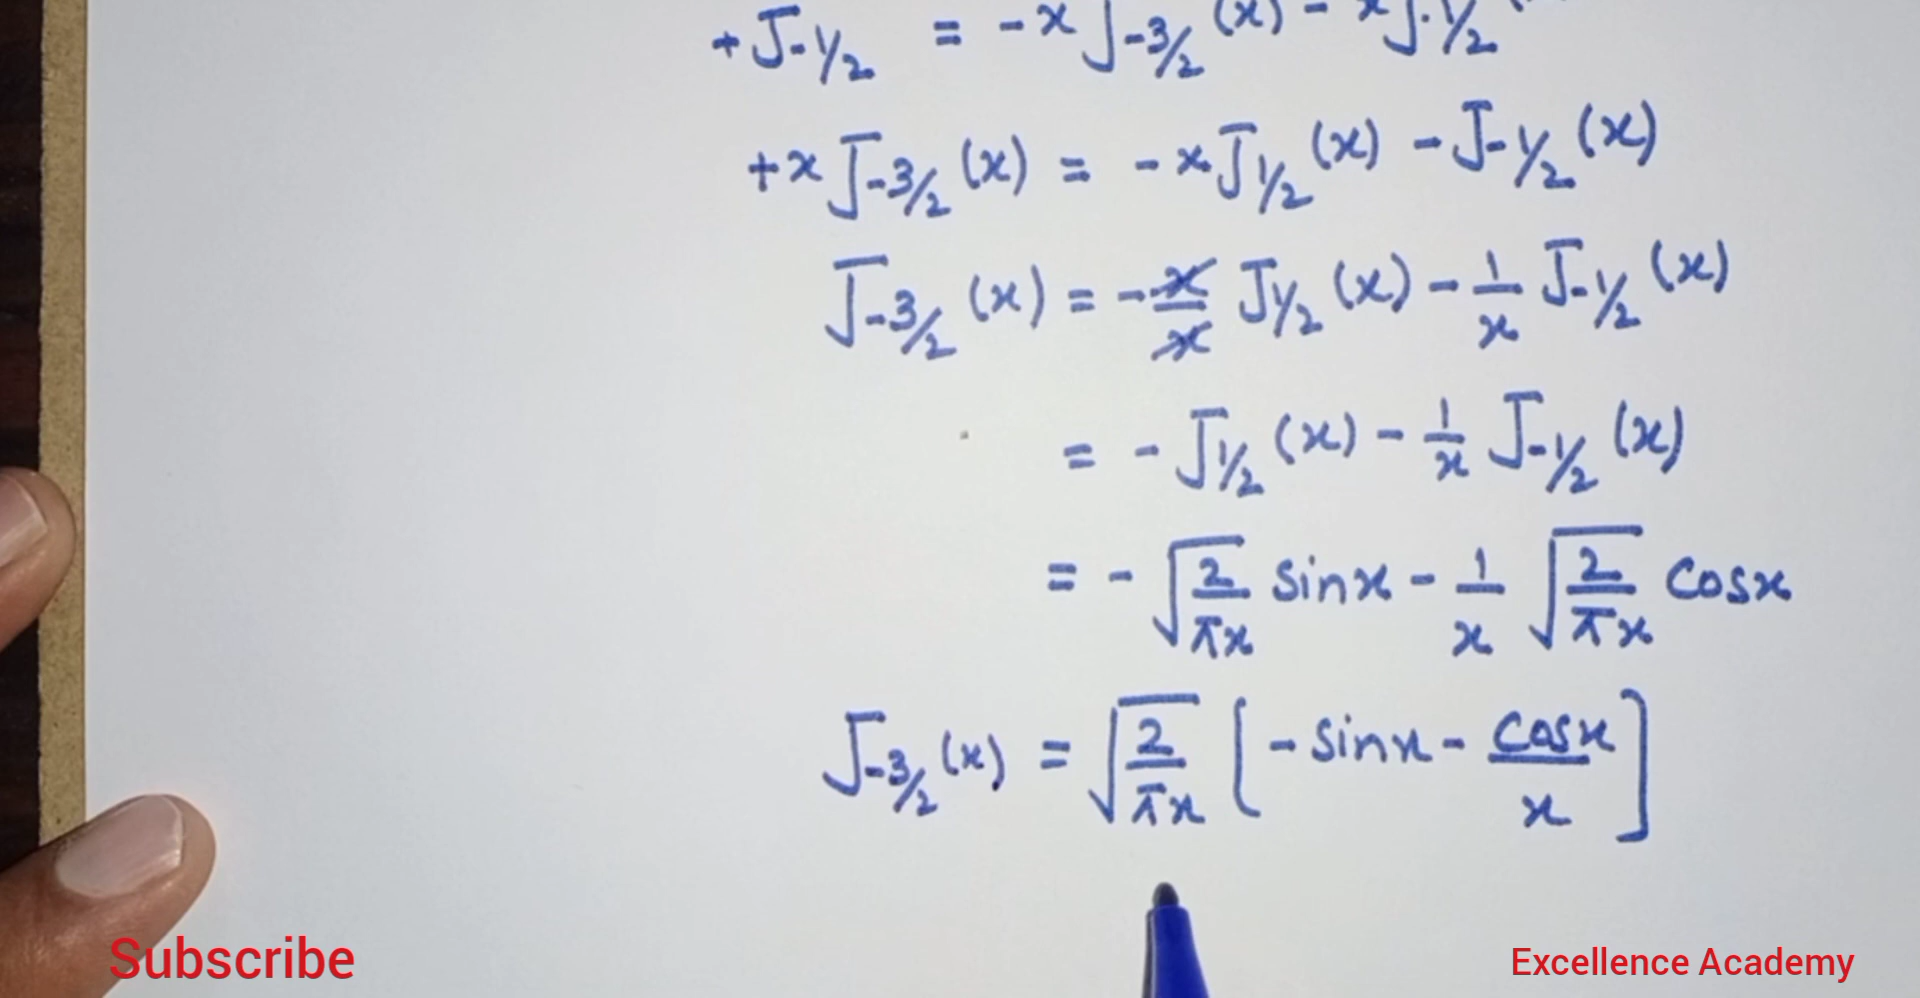 +J-1/2 = -x J-3/2 (x) - x J1/2
+x J-3/2 (x) = -x J1/2 (x) - J-1/2 (x)
J-3/2 (x) = -x/x J1/2 (x) - 1/x J-1/2 (x)
= -J1/2 (x) - 1/x J-1/2 (x)
= -√(2/πx) sinx - 1/x √(2/πx) cosx
J-3/2 (x) = √(2/πx) [-sinx - cosx/x]
Subscribe
Excellence Academy